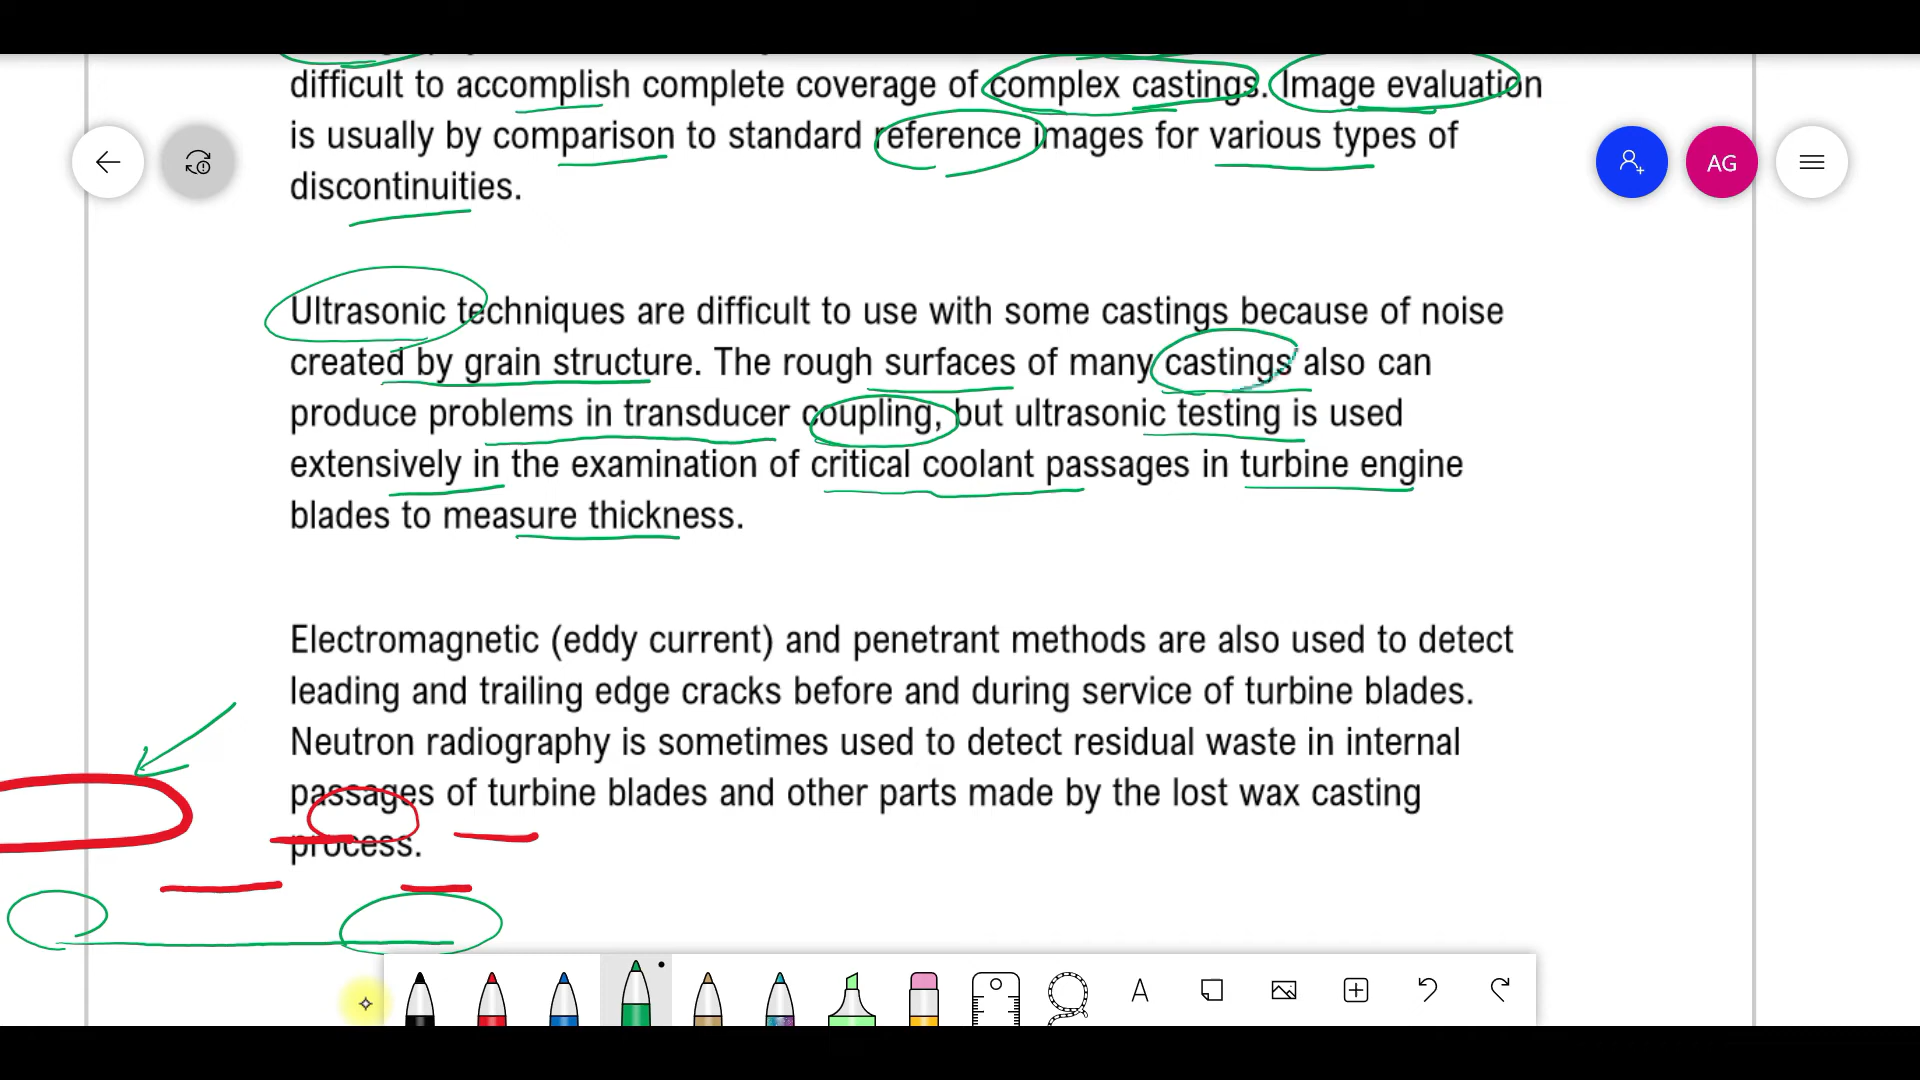 difficult to accomplish complete coverage of complex castings. Image evaluation
is usually by comparison to standard reference images for various types of
discontinuities.
AG
Ultrasonic techniques are difficult to use with some castings because of noise
created by grain structure. The rough surfaces of many castings also can
produce problems in transducer coupling, but ultrasonic testing is used
extensively in the examination of critical coolant passages in turbine engine
blades to measure thickness.
Electromagnetic (eddy current) and penetrant methods are also used to detect
leading and trailing edge cracks before and during service of turbine blades.
Neutron radiography is sometimes used to detect residual waste in internal
passages of turbine blades and other parts made by the lost wax casting
process.